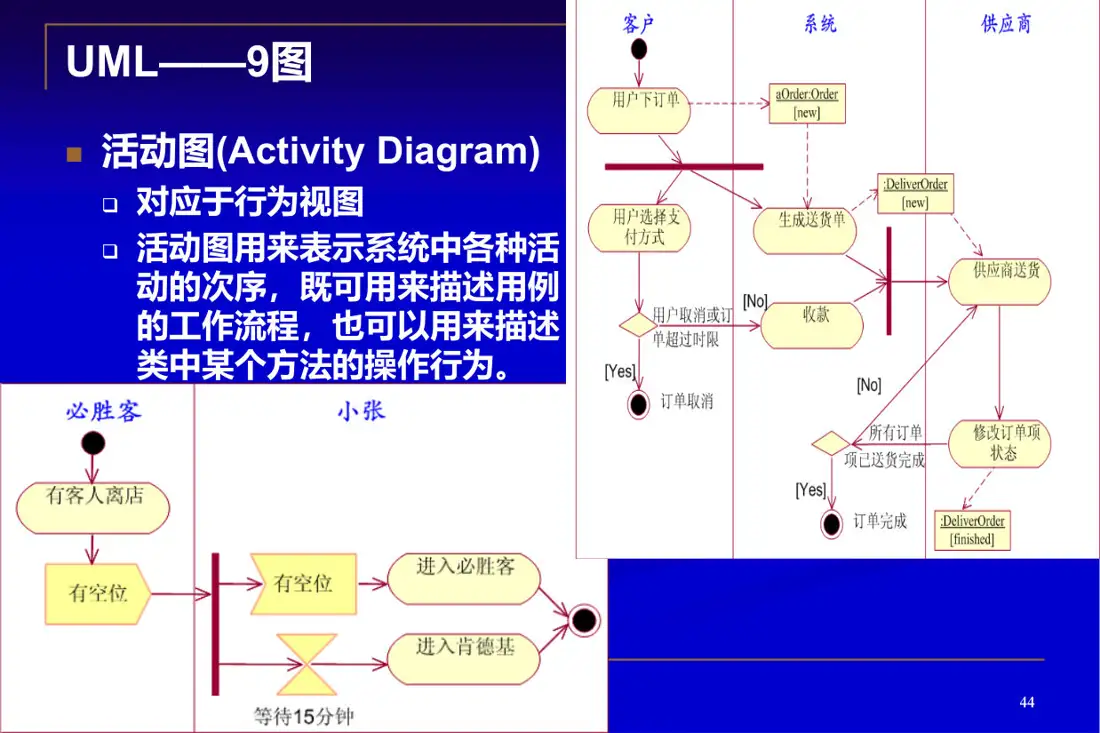 UML——9图
活动图(Activity Diagram)
对应于行为视图
活动图用来表示系统中各种活
动的次序，既可用来描述用例
的工作流程，也可以用来描述
类中某个方法的操作行为。
客户
系统
供应商
用户下订单
aOrder:Order
[new]
:DeliverOrder
[new]
用户选择支
付方式
生成送货单
供应商送货
[No]
用户取消或订
单超过时限
收款
[Yes]
订单取消
[No]
所有订单
项已送货完成
修改订单项
状态
[Yes]
订单完成
:DeliverOrder
[finished]
必胜客
小张
有客人离店
有空位
有空位
进入必胜客
进入肯德基
等待15分钟
44